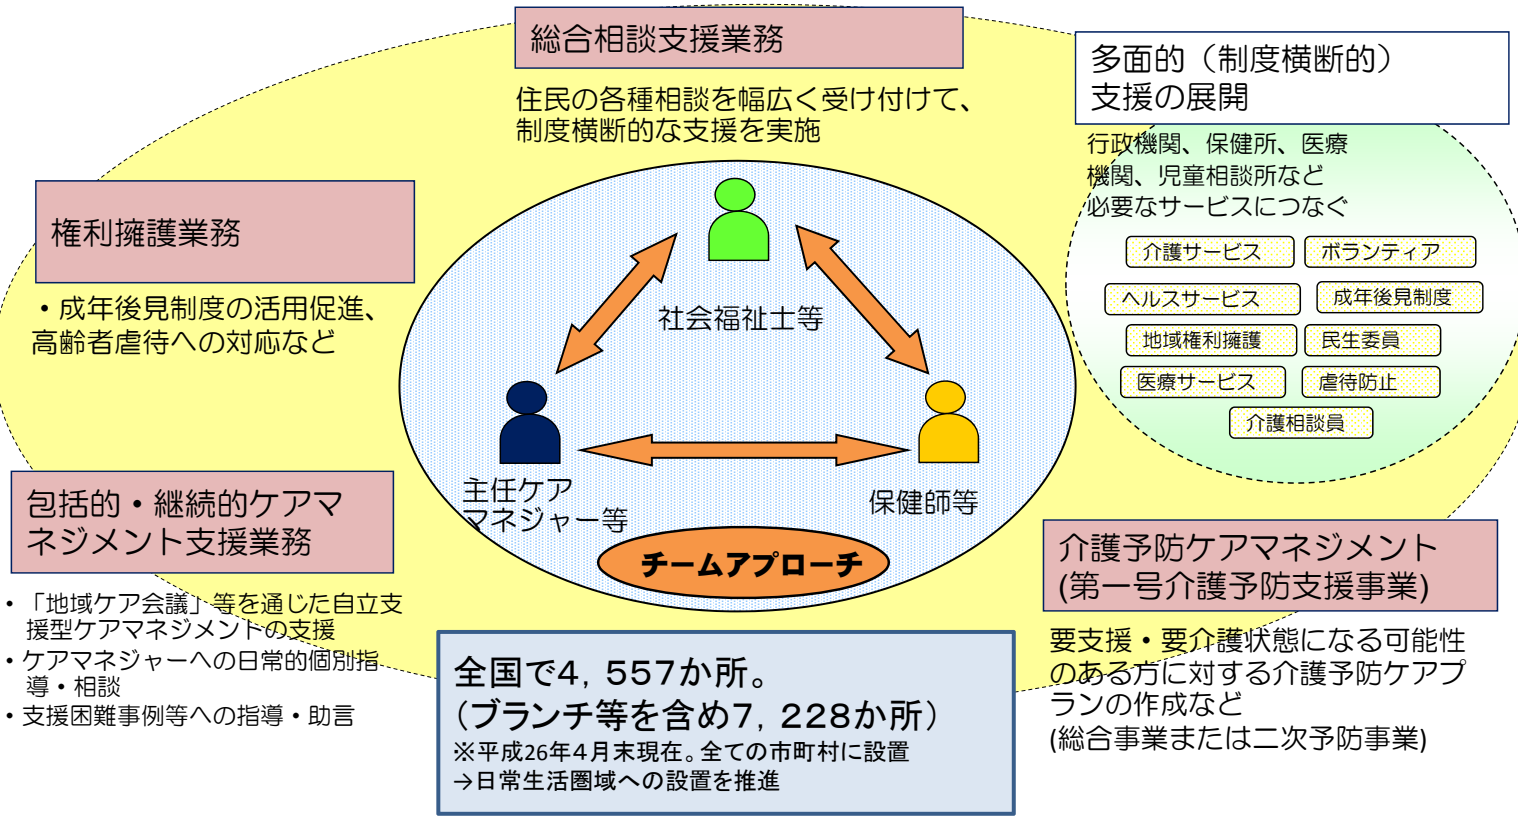 総合相談支援業務
住民の各種相談を幅広く受け付けて、
制度横断的な支援を実施
多面的（制度横断的）
支援の展開
行政機関、保健所、医療
機関、児童相談所など
必要なサービスにつなぐ
介護サービス
ボランティア
ヘルスサービス
成年後見制度
地域権利擁護
民生委員
医療サービス
虐待防止
介護相談員
権利擁護業務
・成年後見制度の活用促進、
高齢者虐待への対応など
社会福祉士等
主任ケア
マネジャー等
保健師等
チームアプローチ
包括的・継続的ケアマ
ネジメント支援業務
・「地域ケア会議」等を通じた自立支
援型ケアマネジメントの支援
・ケアマネジャーへの日常的個別指
導・相談
・支援困難事例等への指導・助言
介護予防ケアマネジメント
(第一号介護予防支援事業)
要支援・要介護状態になる可能性
のある方に対する介護予防ケアプ
ランの作成など
(総合事業または二次予防事業)
全国で4，557か所。
（ブランチ等を含め7，228か所）
※平成26年4月末現在。全ての市町村に設置
→日常生活圏域への設置を推進